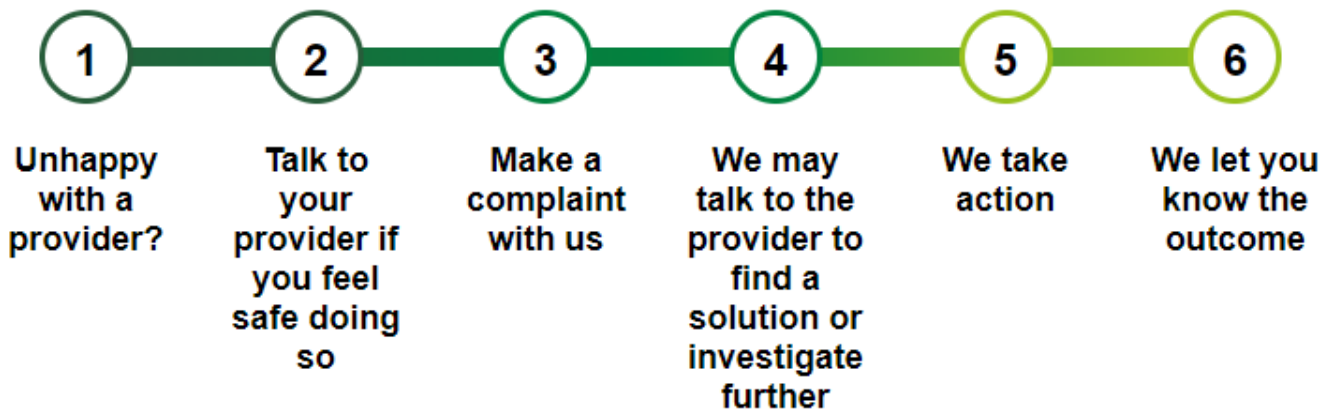 1
Unhappy
with a
provider?
2
Talk to
your
provider if
you feel
safe doing
so
3
Make a
complaint
with us
4
We may
talk to the
provider to
find a
solution or
investigate
further
5
We take
action
6
We let you
know the
outcome